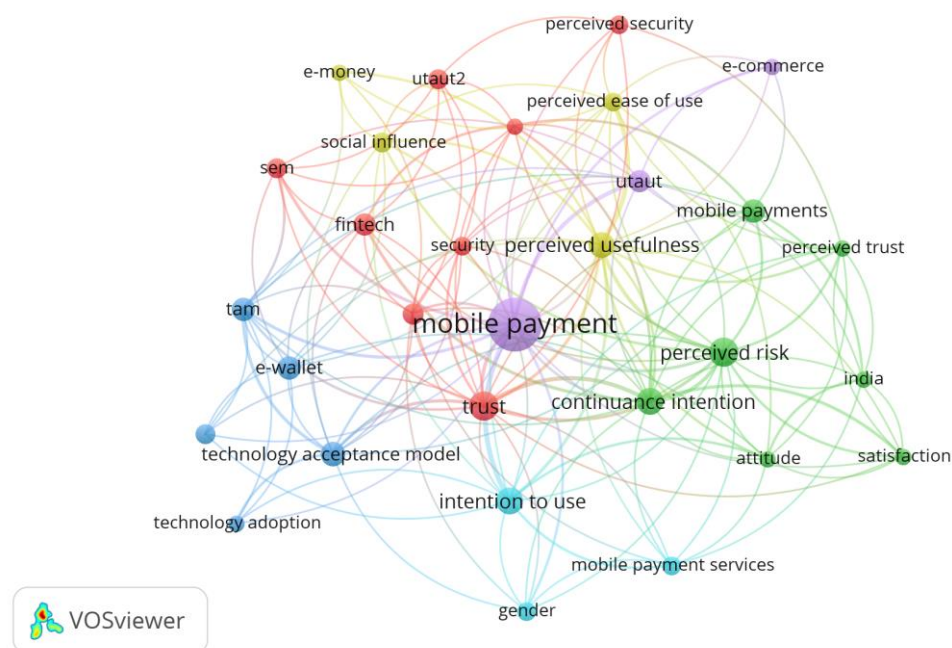 perceived security
e-commerce
e-money
utaut2
perceived ease of use
social influence
sem
utaut
mobile payments
fintech
security
perceived usefulness
perceived trust
tam
mobile payment
perceived risk
e-wallet
india
trust
continuance intention
technology acceptance model
attitude
satisfaction
intention to use
technology adoption
mobile payment services
gender
VOSviewer